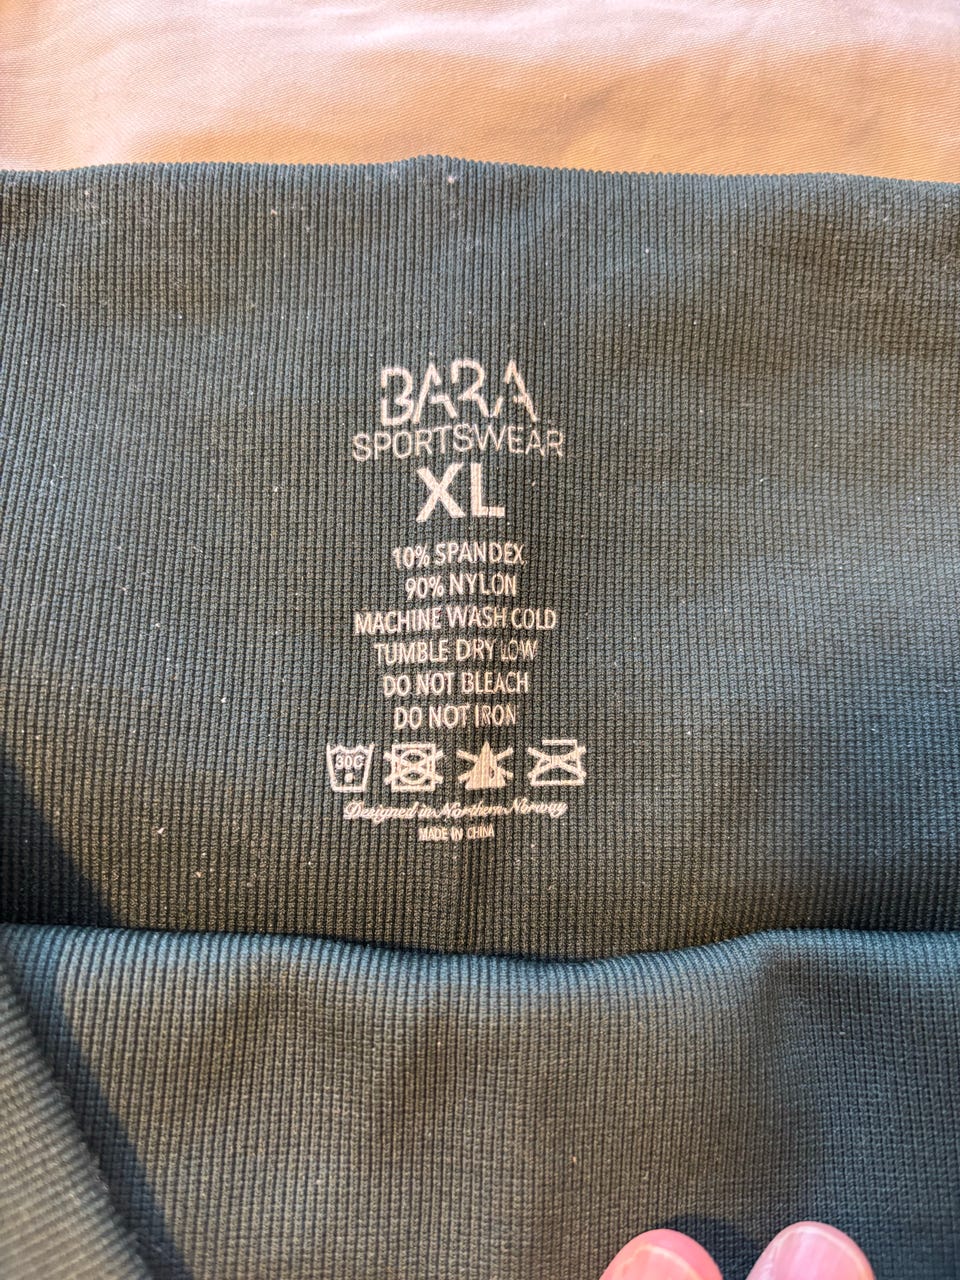 BARA
SPORTSWEAR
XL
10% SPANDEX
90% NYLON
MACHINE WASH COLD
TUMBLE DRY LOW
DO NOT BLEACH
DO NOT IRON
30C
Designed in Northern Norway
MADE IN CHINA